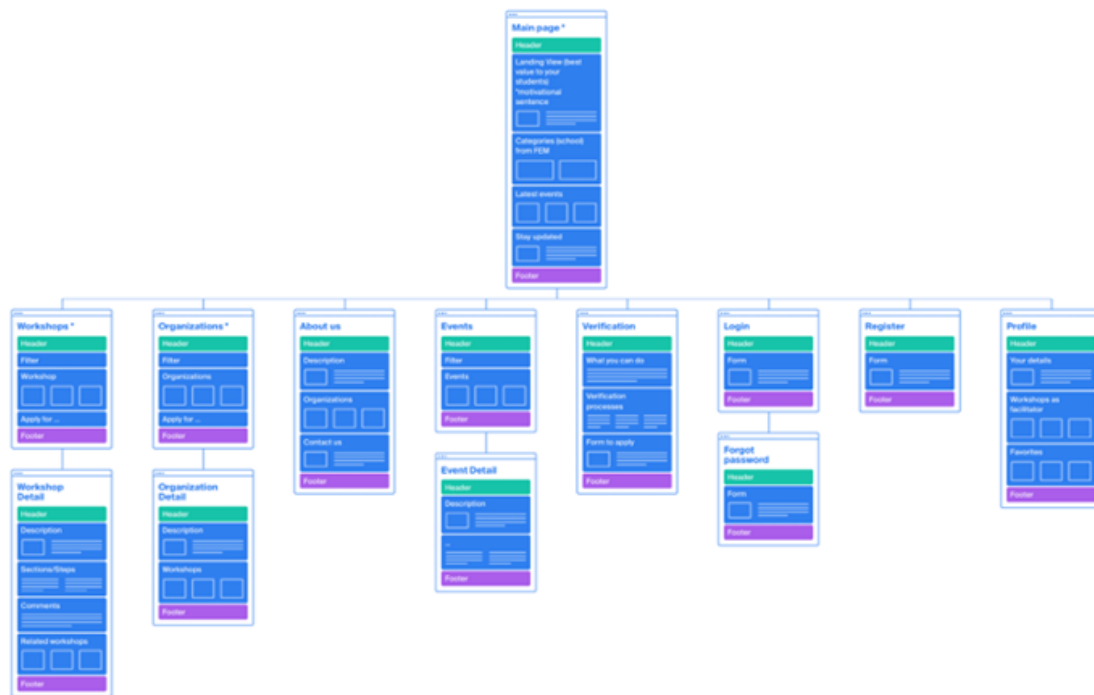 Main page *
Header
Landing View (best
value to your
students)
*motivational
sentence
Categories (school)
from FEM
Latest events
Stay updated
Footer
Workshops *
Header
Filter
Workshop
Apply for ...
Footer
Workshop
Detail
Header
Description
Sections/Steps
Comments
Related workshops
Footer
Organizations *
Header
Filter
Organizations
Apply for ...
Footer
Organization
Detail
Header
Description
Workshops
Footer
About us
Header
Description
Organizations
Contact us
Footer
Events
Header
Filter
Events
Footer
Event Detail
Header
Description
...
Footer
Verification
Header
What you can do
Verification
processes
Form to apply
Footer
Login
Header
Form
Footer
Forgot
password
Header
Form
Footer
Register
Header
Form
Footer
Profile
Header
Your details
Workshops as
facilitator
Favorites
Footer